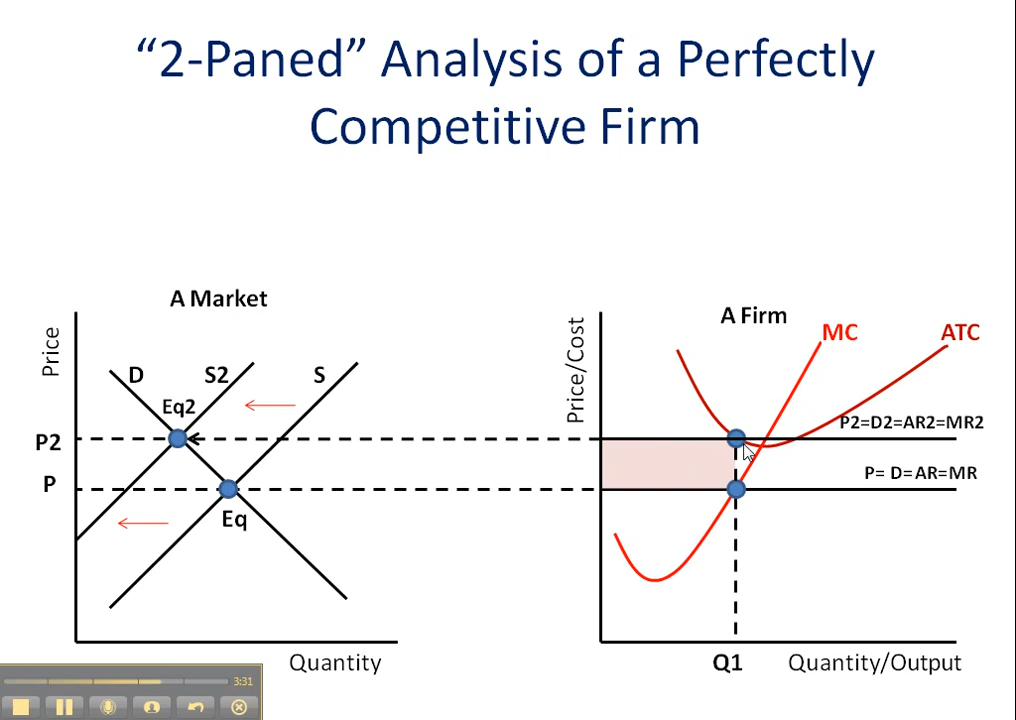 “2-Paned” Analysis of a Perfectly
Competitive Firm
A Market
Price
D
S2
S
Eq2
P2
P
Eq
Quantity
A Firm
Price/Cost
MC
ATC
P2=D2=AR2=MR2
P= D=AR=MR
Q1
Quantity/Output
3:31